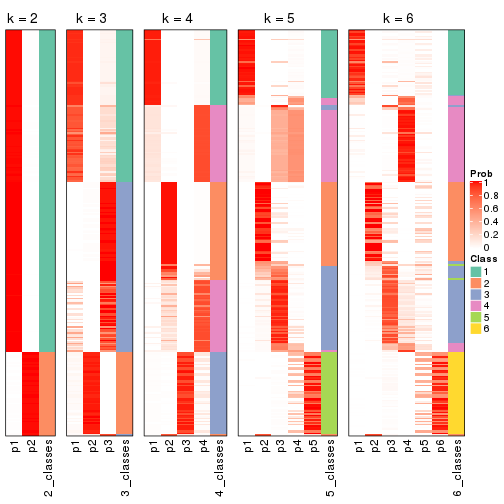 k = 2
k = 3
k = 4
k = 5
k = 6
p1
p2
2_classes
p1
p2
p3
3_classes
p1
p2
p3
p4
4_classes
p1
p2
p3
p4
p5
5_classes
p1
p2
p3
p4
p5
p6
6_classes
Prob
1
0.8
0.6
0.4
0.2
0
Class
1
2
3
4
5
6